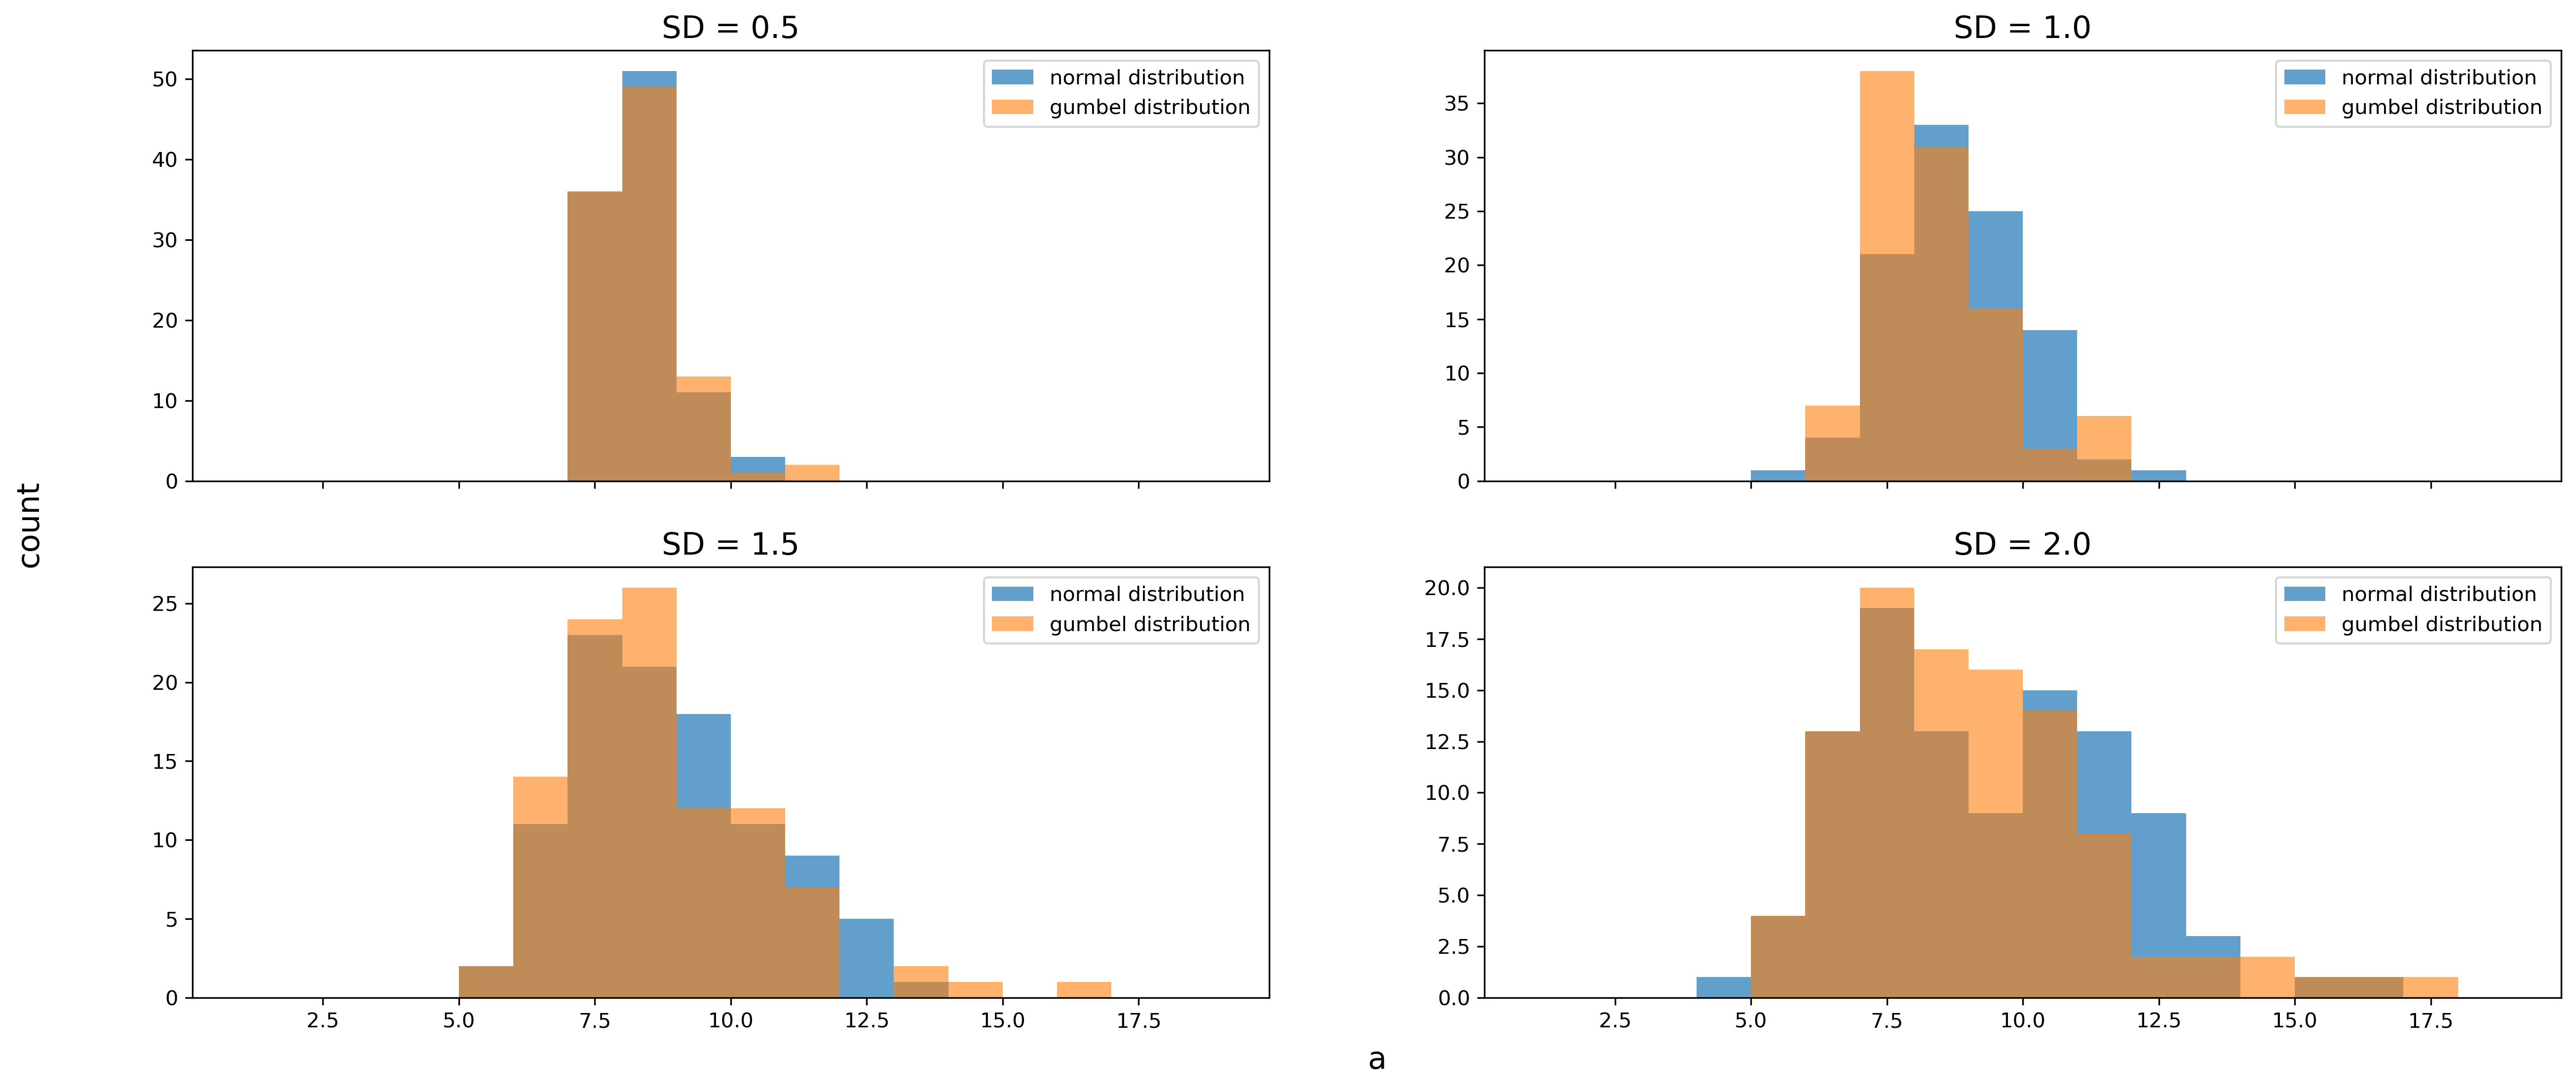 SD = 0.5
50
40
30
20
10
0
normal distribution
gumbel distribution
SD = 1.0
35
30
25
20
15
10
5
0
normal distribution
gumbel distribution
count
SD = 1.5
25
20
15
10
5
0
normal distribution
gumbel distribution
2.5 5.0 7.5 10.0 12.5 15.0 17.5
SD = 2.0
20.0
17.5
15.0
12.5
10.0
7.5
5.0
2.5
0.0
normal distribution
gumbel distribution
2.5 5.0 7.5 10.0 12.5 15.0 17.5
a